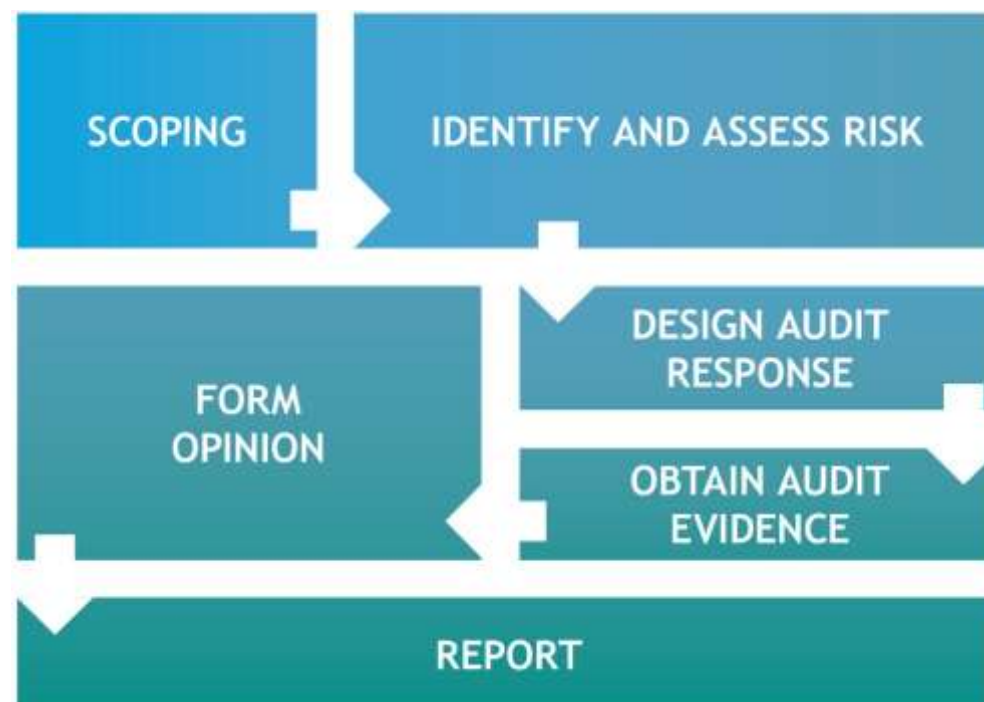 SCOPING
IDENTIFY AND ASSESS RISK
DESIGN AUDIT
RESPONSE
OBTAIN AUDIT
EVIDENCE
FORM
OPINION
REPORT